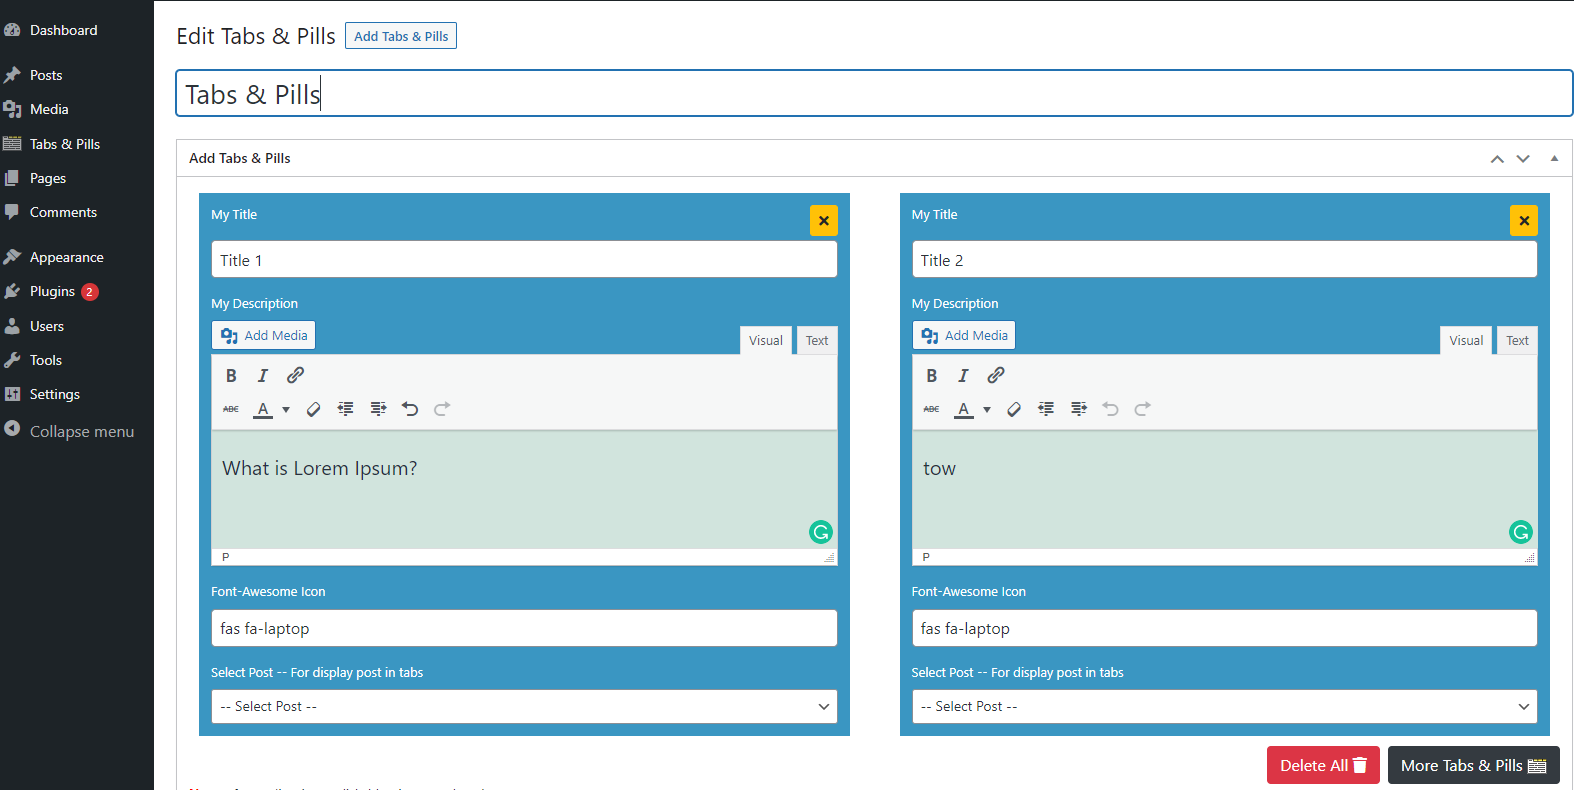 Dashboard
Posts
Media
Tabs & Pills
Pages
Comments
Appearance
Plugins 2
Users
Tools
Settings
Collapse menu
Edit Tabs & Pills Add Tabs & Pills
Tabs & Pills
Add Tabs & Pills
My Title
Title 1
My Description
Add Media
Visual Text
B I
ABC A
What is Lorem Ipsum?
P
Font-Awesome Icon
fas fa-laptop
Select Post -- For display post in tabs
-- Select Post --
My Title
Title 2
My Description
Add Media
Visual Text
B I
ABC A
tow
P
Font-Awesome Icon
fas fa-laptop
Select Post -- For display post in tabs
-- Select Post --
Delete All More Tabs & Pills